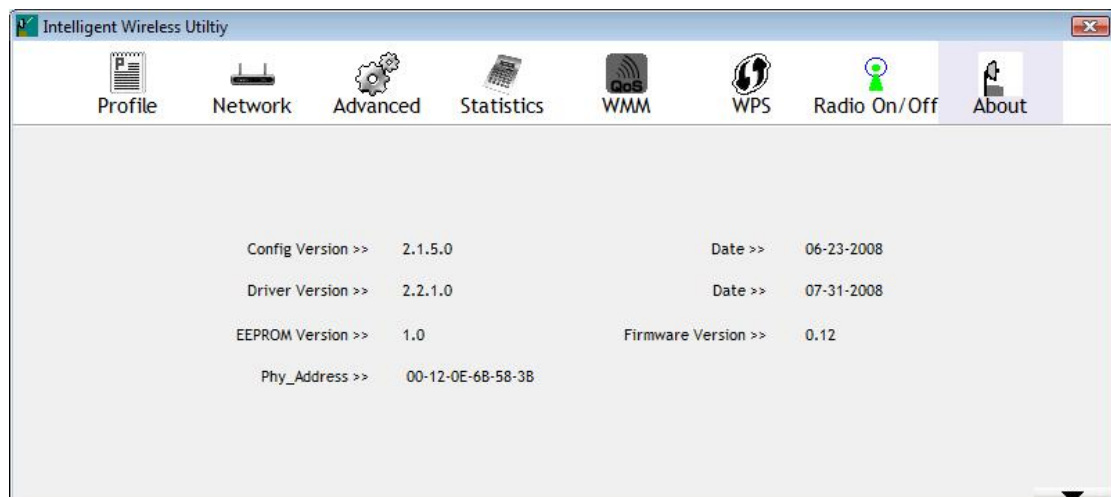 Intelligent Wireless Utiltiy
Profile Network Advanced Statistics QoS WMM WPS Radio On/Off About
Config Version >> 2.1.5.0 Date >> 06-23-2008
Driver Version >> 2.2.1.0 Date >> 07-31-2008
EEPROM Version >> 1.0 Firmware Version >> 0.12
Phy_Address >> 00-12-0E-6B-58-3B